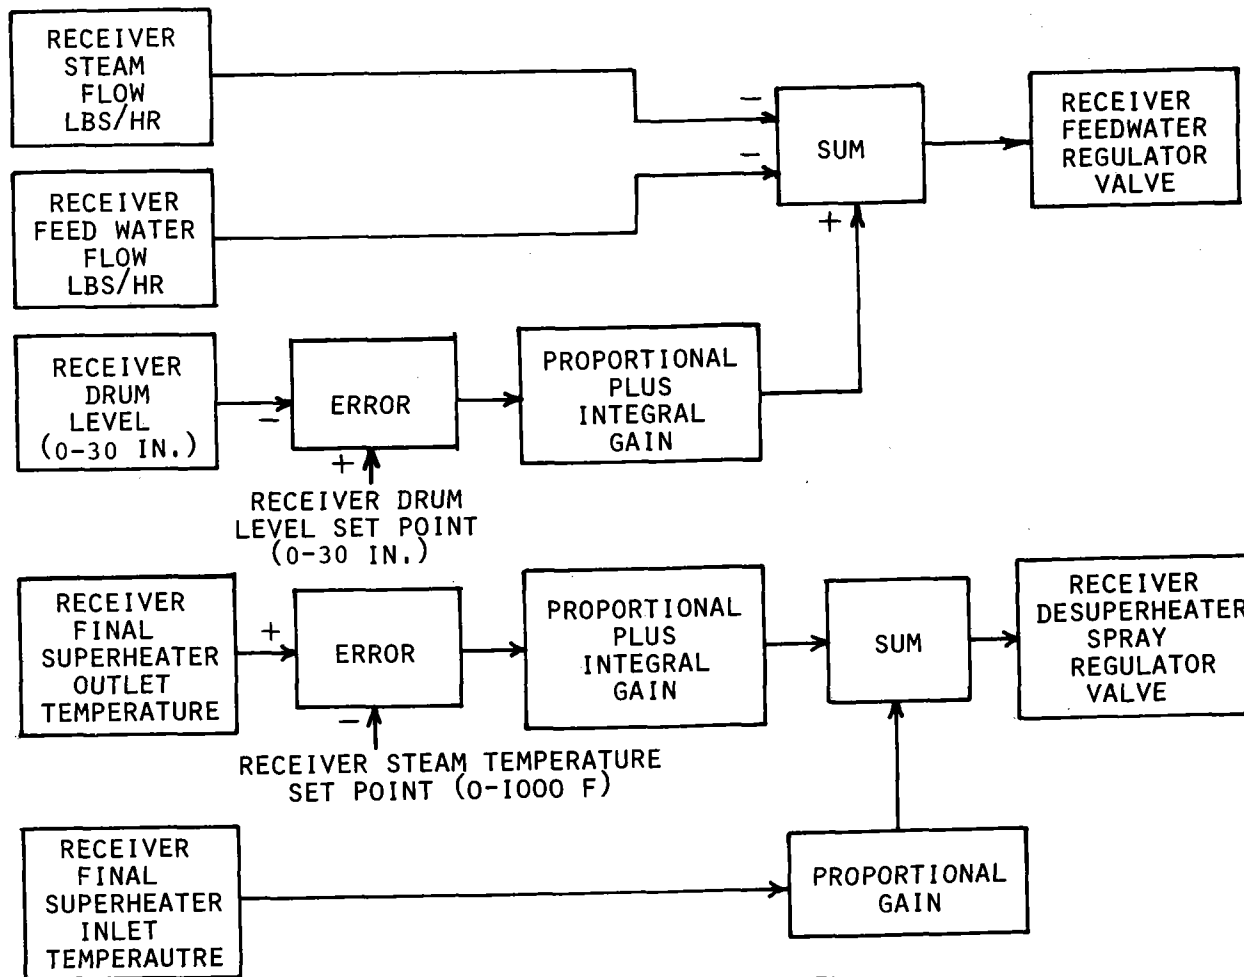 RECEIVER
STEAM
FLOW
LBS/HR
RECEIVER
FEED WATER
FLOW
LBS/HR
−
−
SUM
+
RECEIVER
FEEDWATER
REGULATOR
VALVE
RECEIVER
DRUM
LEVEL
(0-30 IN.)
−
ERROR
+
RECEIVER DRUM
LEVEL SET POINT
(0-30 IN.)
PROPORTIONAL
PLUS
INTEGRAL
GAIN
RECEIVER
FINAL
SUPERHEATER
OUTLET
TEMPERATURE
+
ERROR
−
RECEIVER STEAM TEMPERATURE
SET POINT (0-1000 F)
PROPORTIONAL
PLUS
INTEGRAL
GAIN
SUM
RECEIVER
DESUPERHEATER
SPRAY
REGULATOR
VALVE
RECEIVER
FINAL
SUPERHEATER
INLET
TEMPERAUTRE
PROPORTIONAL
GAIN